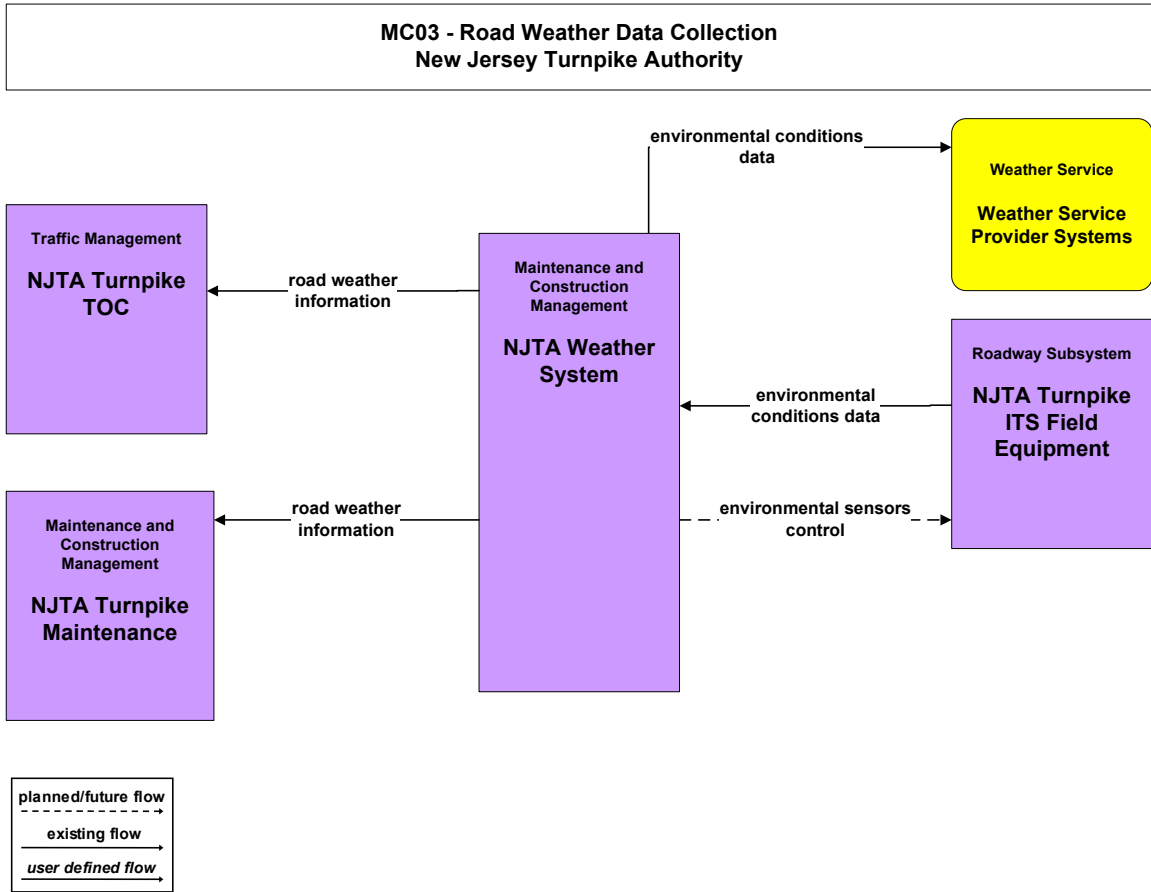 MC03 - Road Weather Data Collection
New Jersey Turnpike Authority
environmental conditions
data
Weather Service
Weather Service
Provider Systems
Traffic Management
NJTA Turnpike
TOC
road weather
information
Maintenance and
Construction
Management
NJTA Weather
System
Roadway Subsystem
NJTA Turnpike
ITS Field
Equipment
environmental
conditions data
Maintenance and
Construction
Management
NJTA Turnpike
Maintenance
road weather
information
environmental sensors
control
planned/future flow
existing flow
user defined flow